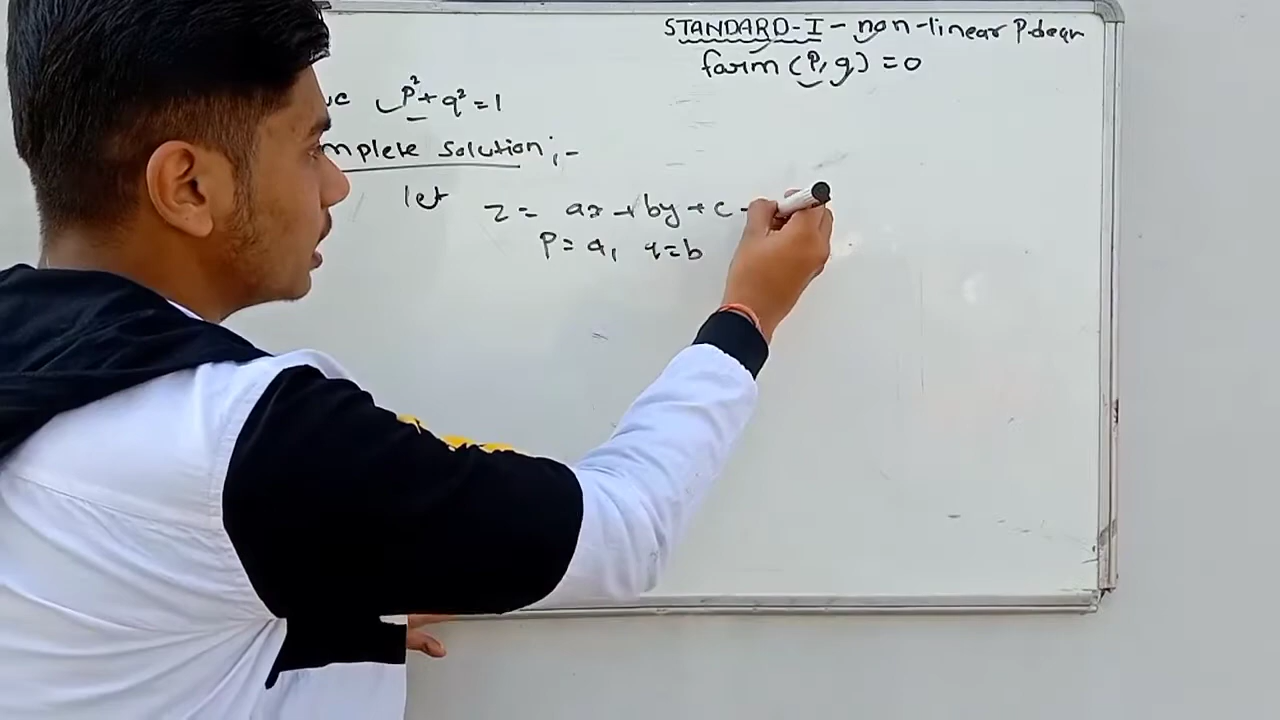 STANDARD-I - non-linear P.deqn
form (P, q) = 0
p² + q² = 1
mplete solution :-
let z = ax + by + c -
P = a, q = b